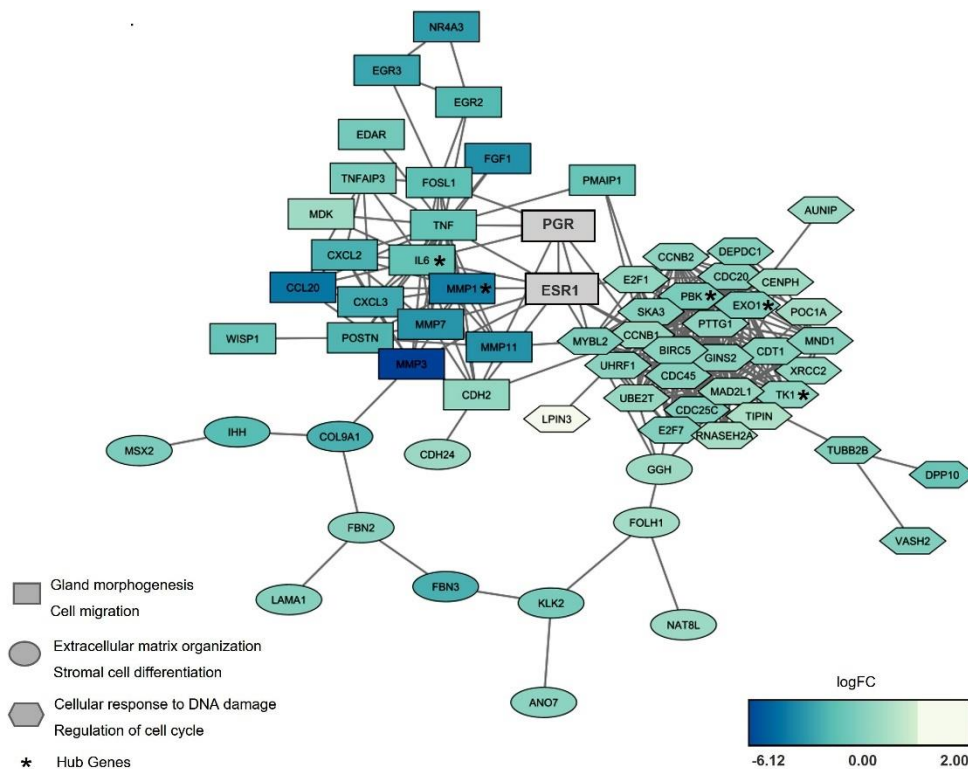 NR4A3
EGR3
EGR2
EDAR
FGF1
TNFAIP3
FOSL1
PMAIP1
MDK
TNF
PGR
AUNIP
CXCL2
IL6 *
CCNB2
DEPDC1
CCL20
MMP1 *
ESR1
E2F1
CDC20
CENPH
PBK *
EXO1 *
CXCL3
SKA3
POC1A
MMP7
PTTG1
WISP1
POSTN
MYBL2
CCNB1
MND1
MMP11
BIRC5
GINS2
CDT1
MMP3
UHRF1
CDC45
XRCC2
CDH2
UBE2T
MAD2L1
TK1 *
LPIN3
CDC25C
TIPIN
IHH
COL9A1
E2F7
RNASEH2A
MSX2
CDH24
TUBB2B
GGH
DPP10
FBN2
FOLH1
VASH2
LAMA1
FBN3
KLK2
NAT8L
ANO7
Gland morphogenesis
Cell migration
Extracellular matrix organization
Stromal cell differentiation
Cellular response to DNA damage
Regulation of cell cycle
* Hub Genes
logFC
-6.12 0.00 2.00